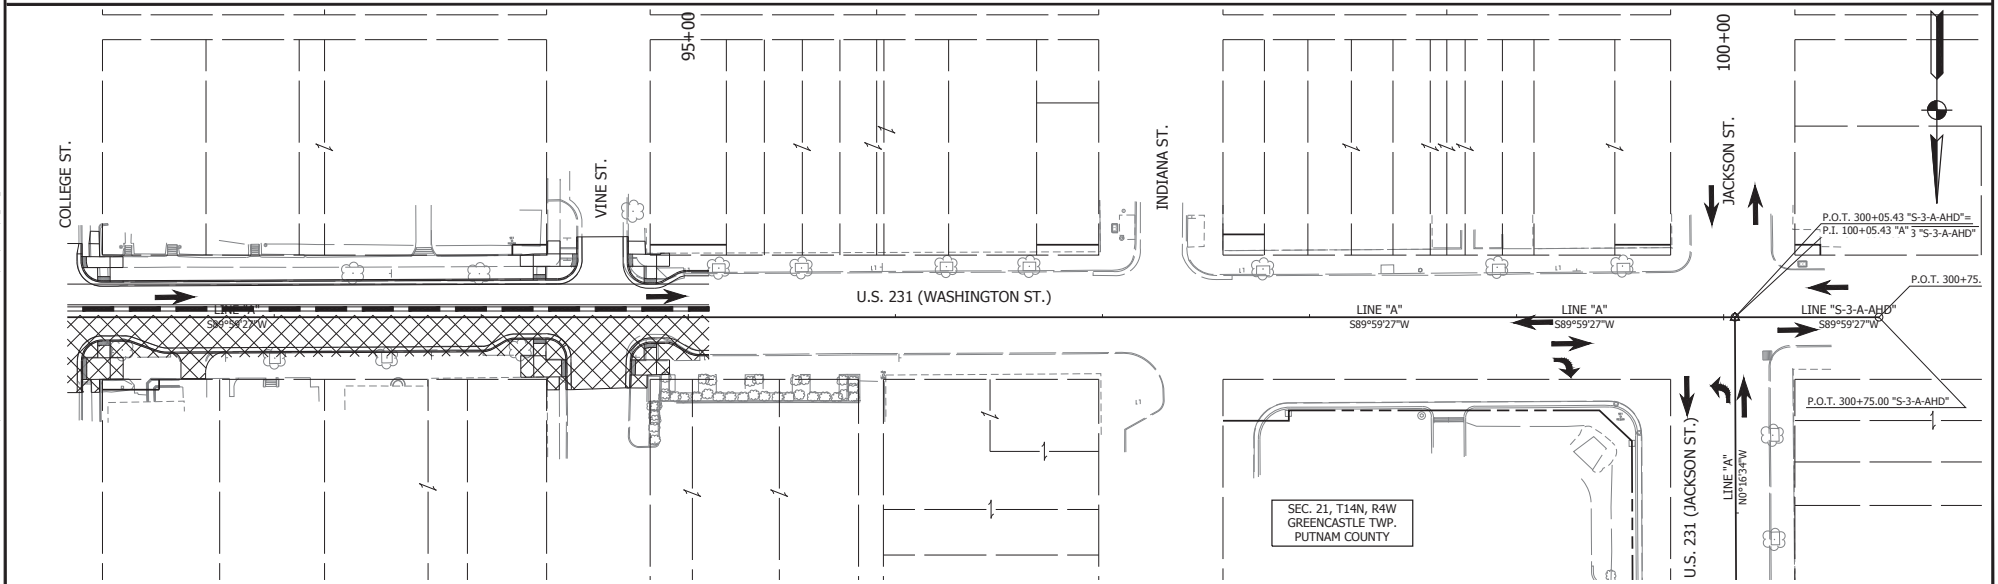 95+00
100+00
COLLEGE ST.
VINE ST.
INDIANA ST.
JACKSON ST.
P.O.T. 300+05.43 "S-3-A-AHD"=
P.I. 100+05.43 "A"
3 "S-3-A-AHD"
P.O.T. 300+75.
U.S. 231 (WASHINGTON ST.)
LINE "A"
S89°59'27"W
LINE "A"
S89°59'27"W
LINE "A"
S89°59'27"W
LINE "S-3-A-AHD"
S89°59'27"W
P.O.T. 300+75.00 "S-3-A-AHD"
U.S. 231 (JACKSON ST.)
LINE "A"
N0°16'34"W
SEC. 21, T14N, R4W
GREENCASTLE TWP.
PUTNAM COUNTY